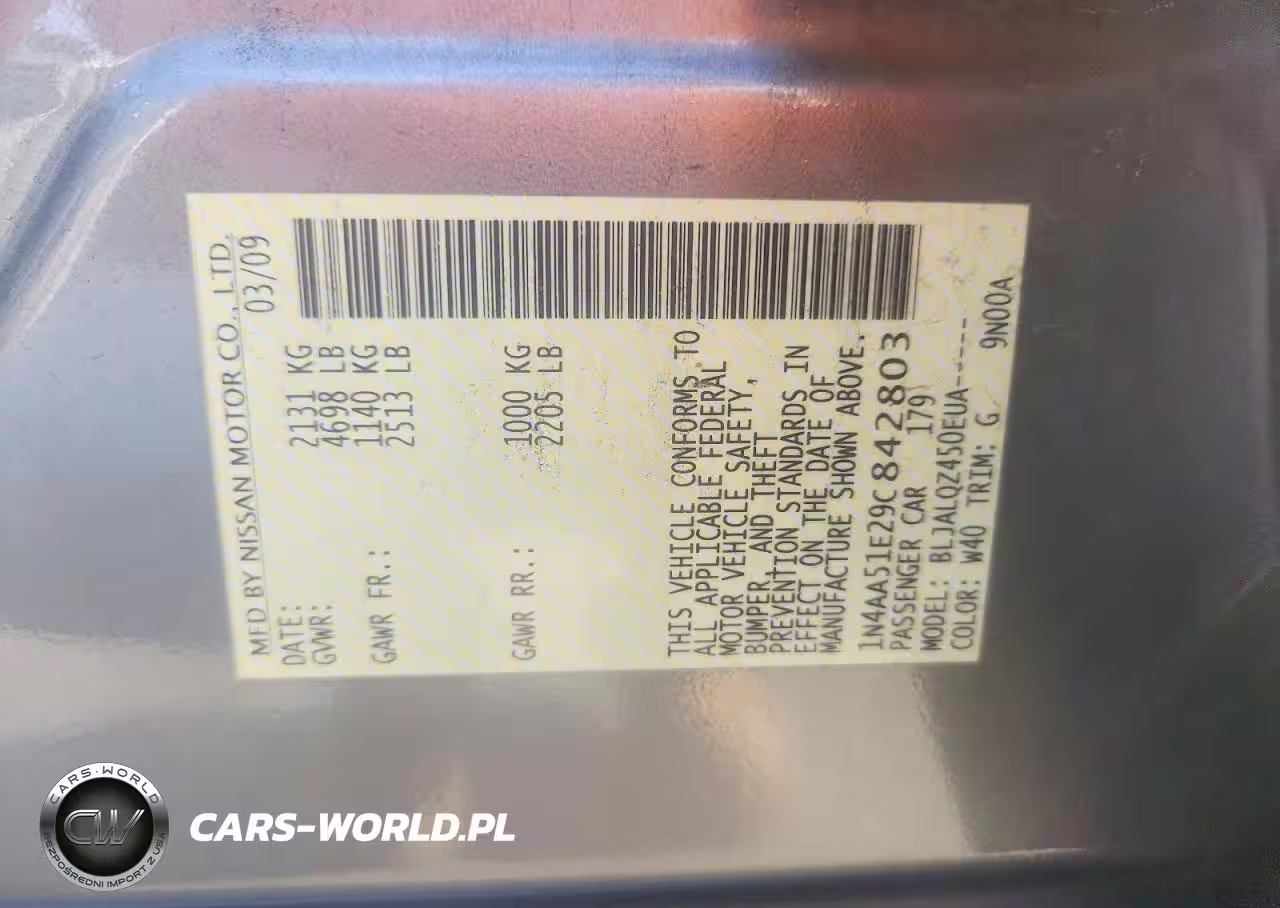 MFD BY NISSAN MOTOR CO., LTD.
DATE: 03/09
GVWR: 2131 KG
4698 LB
GAWR FR.: 1140 KG
2513 LB
GAWR RR.: 1000 KG
2205 LB
THIS VEHICLE CONFORMS TO
ALL APPLICABLE FEDERAL
MOTOR VEHICLE SAFETY,
BUMPER, AND THEFT
PREVENTION STANDARDS IN
EFFECT ON THE DATE OF
MANUFACTURE SHOWN ABOVE.
1N4AA51E29C842803
PASSENGER CAR 179
MODEL: BLJALQZ450EUA-----
COLOR: W40 TRIM: G 9N00A
CARS-WORLD
CW
BEZPOŚREDNI IMPORT Z USA
CARS-WORLD.PL